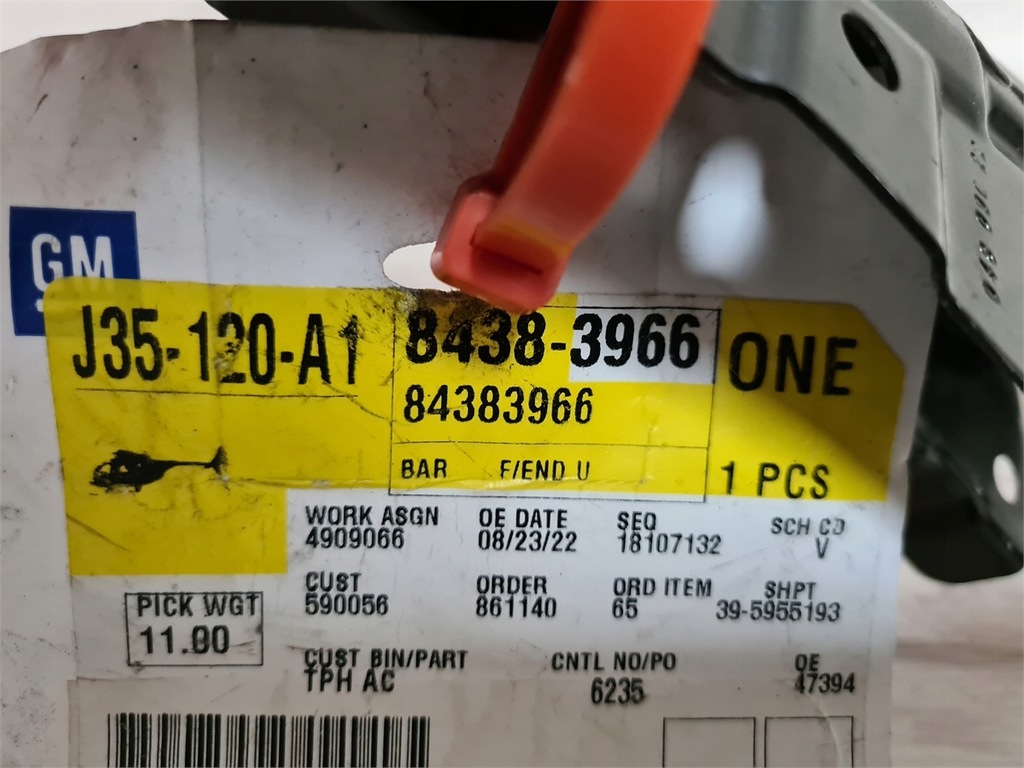 GM
J35-120-A1
8438-3966
ONE
84383966
BAR F/END U
1 PCS
WORK ASGN OE DATE SEQ SCH CD
4909066 08/23/22 18107132 V
CUST ORDER ORD ITEM SHPT
590056 861140 65 39-5955193
PICK WGT
11.00
CUST BIN/PART CNTL NO/PO OE
TPH AC 6235 47394